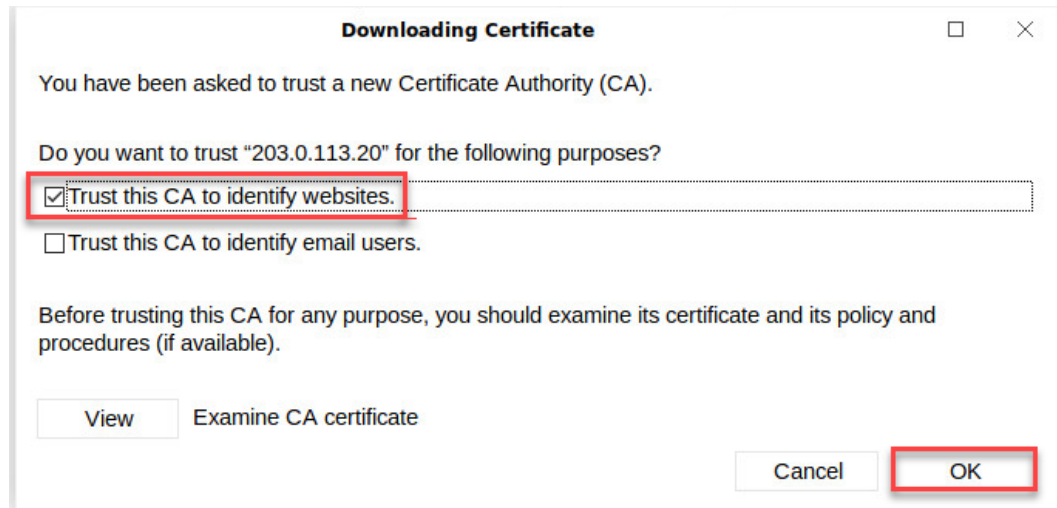 Downloading Certificate
You have been asked to trust a new Certificate Authority (CA).
Do you want to trust “203.0.113.20” for the following purposes?
Trust this CA to identify websites.
Trust this CA to identify email users.
Before trusting this CA for any purpose, you should examine its certificate and its policy and
procedures (if available).
View Examine CA certificate
Cancel OK